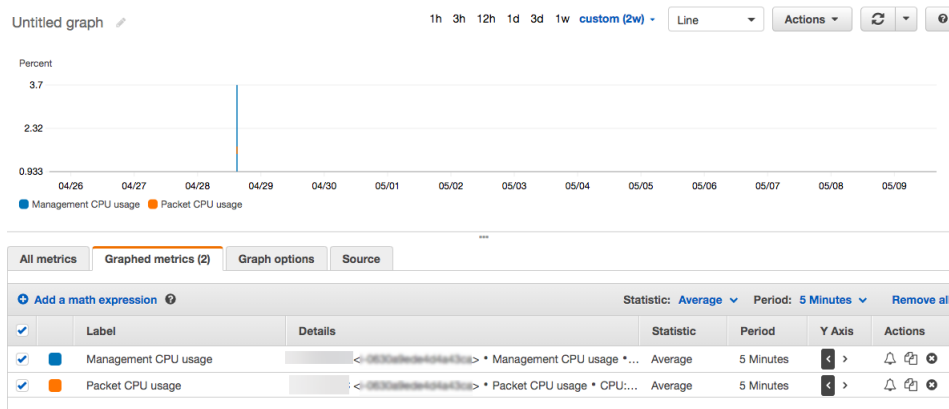 Untitled graph
1h 3h 12h 1d 3d 1w custom (2w) Line Actions
Percent
3.7
2.32
0.933
04/26 04/27 04/28 04/29 04/30 05/01 05/02 05/03 05/04 05/05 05/06 05/07 05/08 05/09
Management CPU usage Packet CPU usage
All metrics Graphed metrics (2) Graph options Source
Add a math expression ? Statistic: Average Period: 5 Minutes Remove all
Label Details Statistic Period Y Axis Actions
Management CPU usage < > • Management CPU usage •... Average 5 Minutes < >
Packet CPU usage < > • Packet CPU usage • CPU:... Average 5 Minutes < >